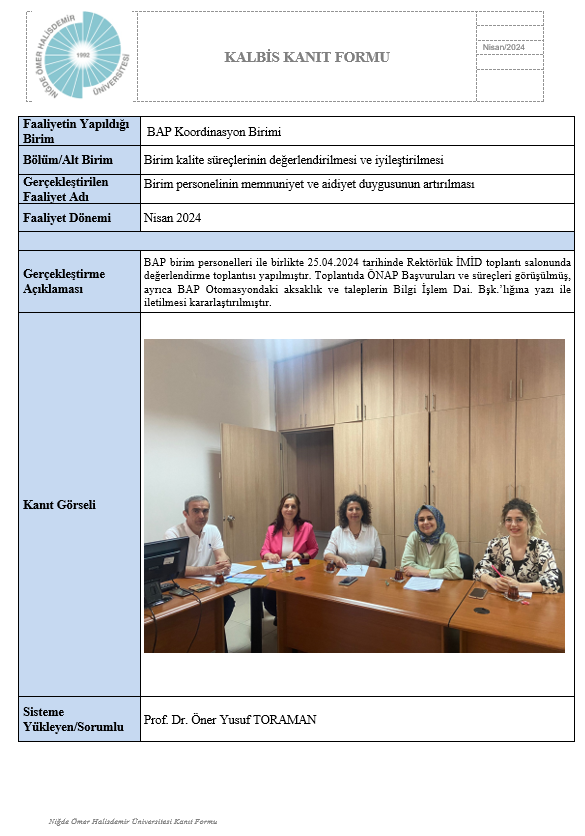 NİĞDE ÖMER HALİSDEMİR ÜNİVERSİTESİ
1992
KALBİS KANIT FORMU
Nisan/2024
Faaliyetin Yapıldığı
Birim
BAP Koordinasyon Birimi
Bölüm/Alt Birim
Birim kalite süreçlerinin değerlendirilmesi ve iyileştirilmesi
Gerçekleştirilen
Faaliyet Adı
Birim personelinin memnuniyet ve aidiyet duygusunun artırılması
Faaliyet Dönemi
Nisan 2024
Gerçekleştirme
Açıklaması
BAP birim personelleri ile birlikte 25.04.2024 tarihinde Rektörlük İMİD toplantı salonunda
değerlendirme toplantısı yapılmıştır. Toplantıda ÖNAP Başvuruları ve süreçleri görüşülmüş,
ayrıca BAP Otomasyondaki aksaklık ve taleplerin Bilgi İşlem Dai. Bşk.’lığına yazı ile
iletilmesi kararlaştırılmıştır.
Kanıt Görseli
Sisteme
Yükleyen/Sorumlu
Prof. Dr. Öner Yusuf TORAMAN
Niğde Ömer Halisdemir Üniversitesi Kanıt Formu